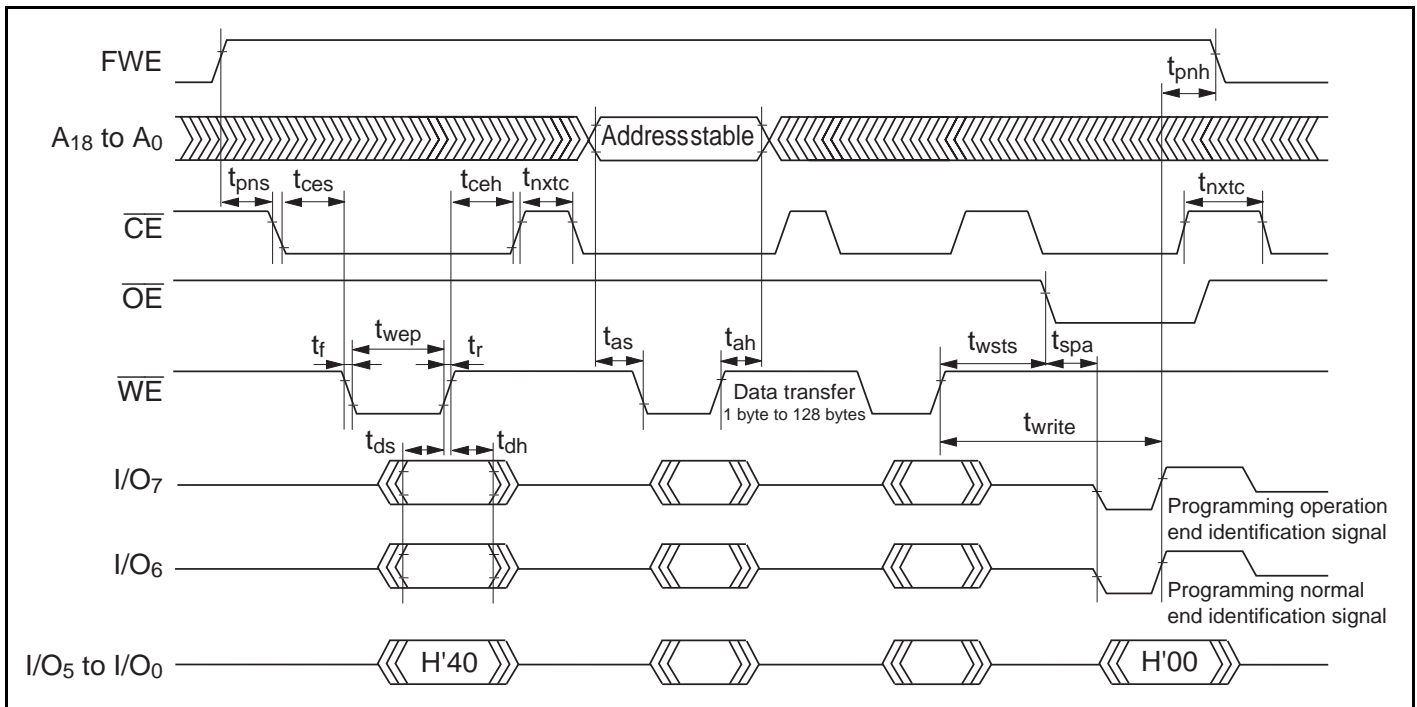 FWE
tpnh
A18 to A0
Address stable
tpns
tces
tceh
tnxtc
tnxtc
CE
OE
tf
twep
tr
tas
tah
twsts
tspa
WE
Data transfer
1 byte to 128 bytes
twrite
tds
tdh
I/O7
Programming operation
end identification signal
I/O6
Programming normal
end identification signal
I/O5 to I/O0
H'40
H'00